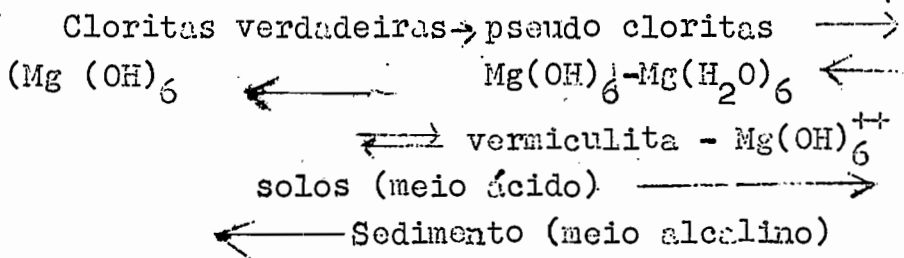 Cloritas verdadeiras → pseudo cloritas ⟶
(Mg (OH)6 ⟵ Mg(OH)6-Mg(H2O)6 ⟵
⇄ vermiculita - Mg(OH)6++
solos (meio ácido) ⟶
⟵ Sedimento (meio alcalino)